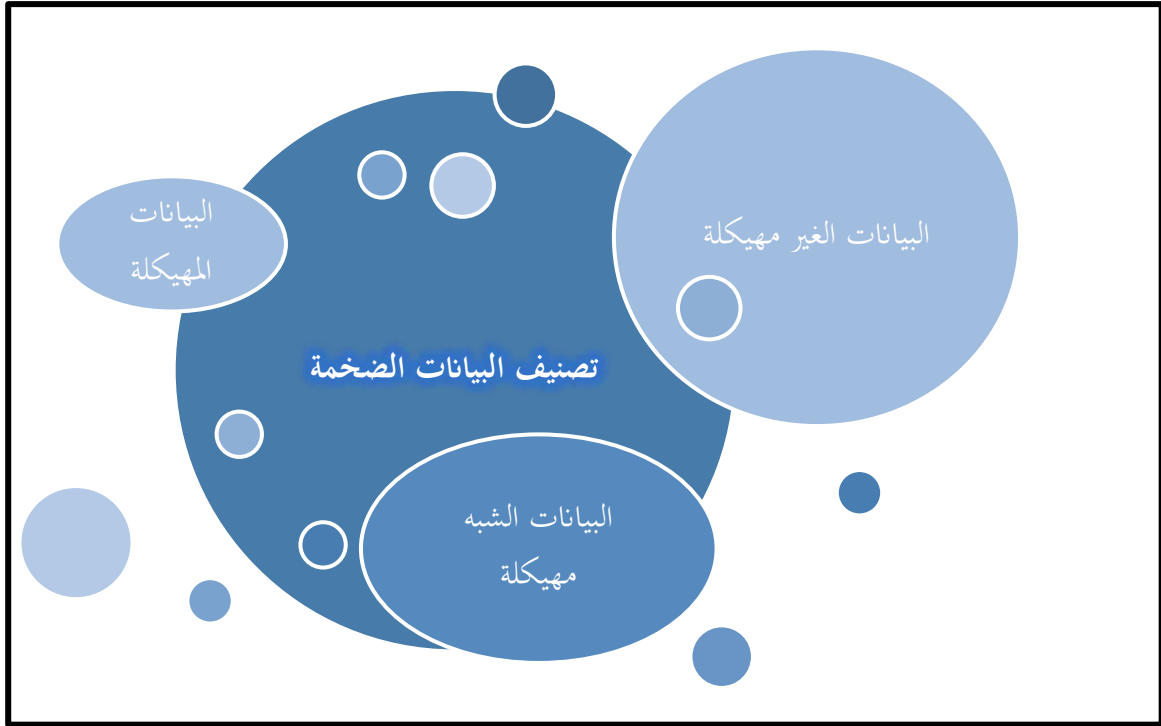 البيانات
المهيكلة
البيانات الغير مهيكلة
تصنيف البيانات الضخمة
البيانات الشبه
مهيكلة